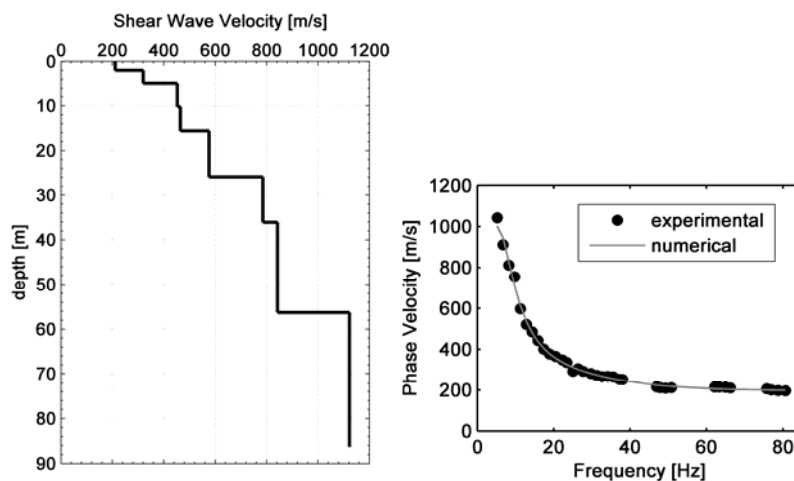 Shear Wave Velocity [m/s]
0 200 400 600 800 1000 1200
0
10
20
30
40
50
60
70
80
90
depth [m]
1200
1000
800
600
400
200
0
Phase Velocity [m/s]
experimental
numerical
0 20 40 60 80
Frequency [Hz]